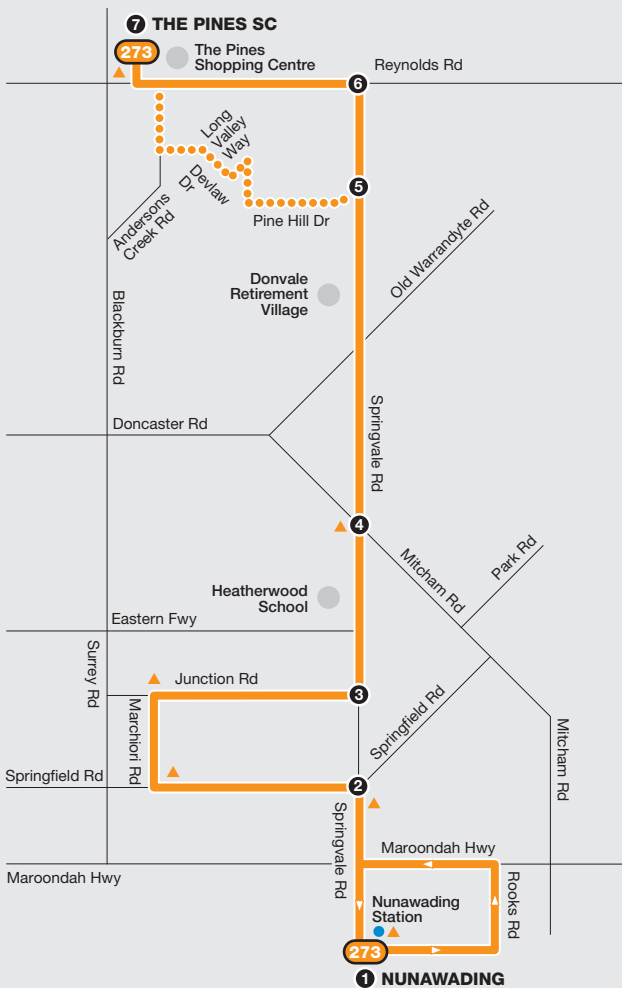 7 THE PINES SC
273
The Pines
Shopping Centre
Reynolds Rd
6
Long
Valley
Way
Devlaw
Dr
5
Andersons
Creek Rd
Pine Hill Dr
Old Warrandyte Rd
Donvale
Retirement
Village
Blackburn Rd
Doncaster Rd
Springvale Rd
4
Mitcham Rd
Park Rd
Heatherwood
School
Eastern Fwy
Surrey Rd
Junction Rd
3
Marchiori Rd
Springfield Rd
Mitcham Rd
Springfield Rd
2
Springvale Rd
Maroondah Hwy
Maroondah Hwy
Rooks Rd
Nunawading
Station
273
1 NUNAWADING